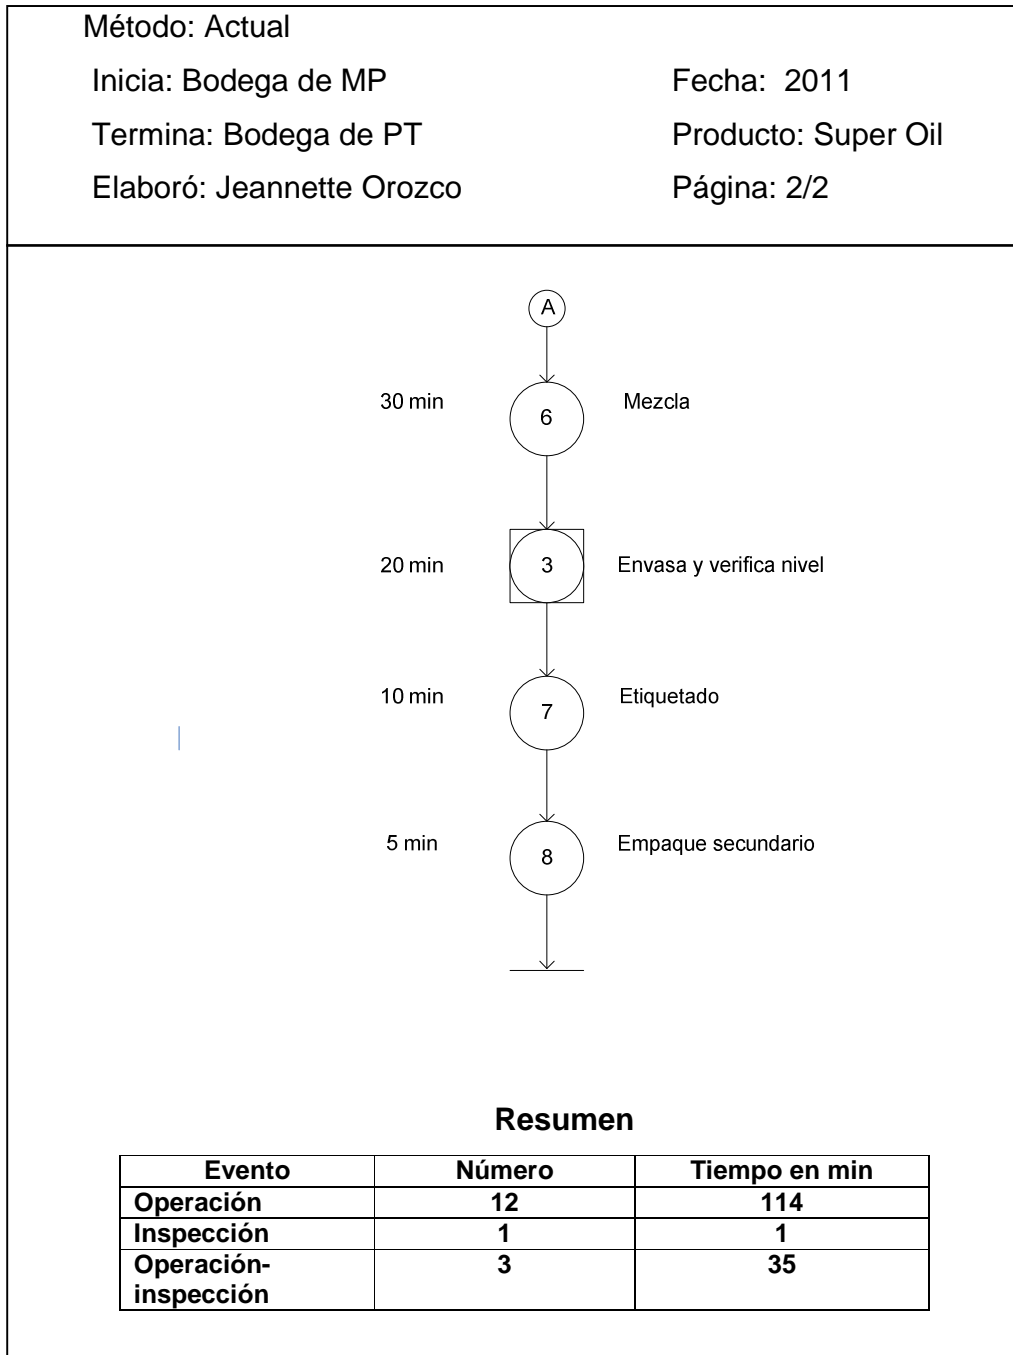 Método: Actual
Inicia: Bodega de MP Fecha: 2011
Termina: Bodega de PT Producto: Super Oil
Elaboró: Jeannette Orozco Página: 2/2
A
30 min 6 Mezcla
20 min 3 Envasa y verifica nivel
10 min 7 Etiquetado
5 min 8 Empaque secundario
Resumen
Evento Número Tiempo en min
Operación 12 114
Inspección 1 1
Operación- 3 35
inspección